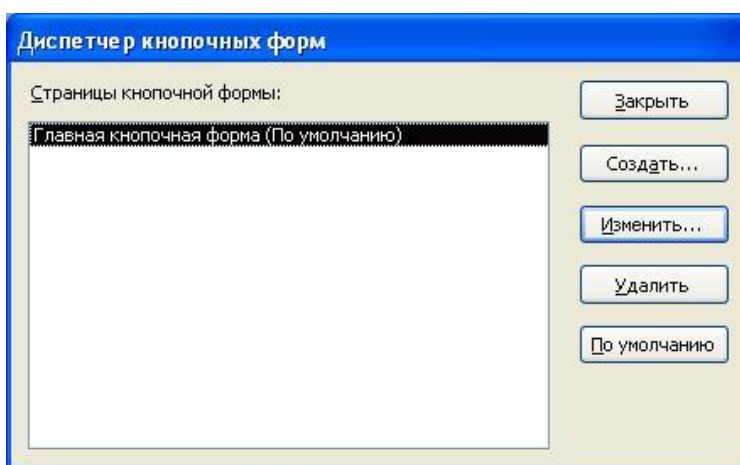 Диспетчер кнопочных форм
Страницы кнопочной формы:
Главная кнопочная форма (По умолчанию)
Закрыть
Создать...
Изменить...
Удалить
По умолчанию